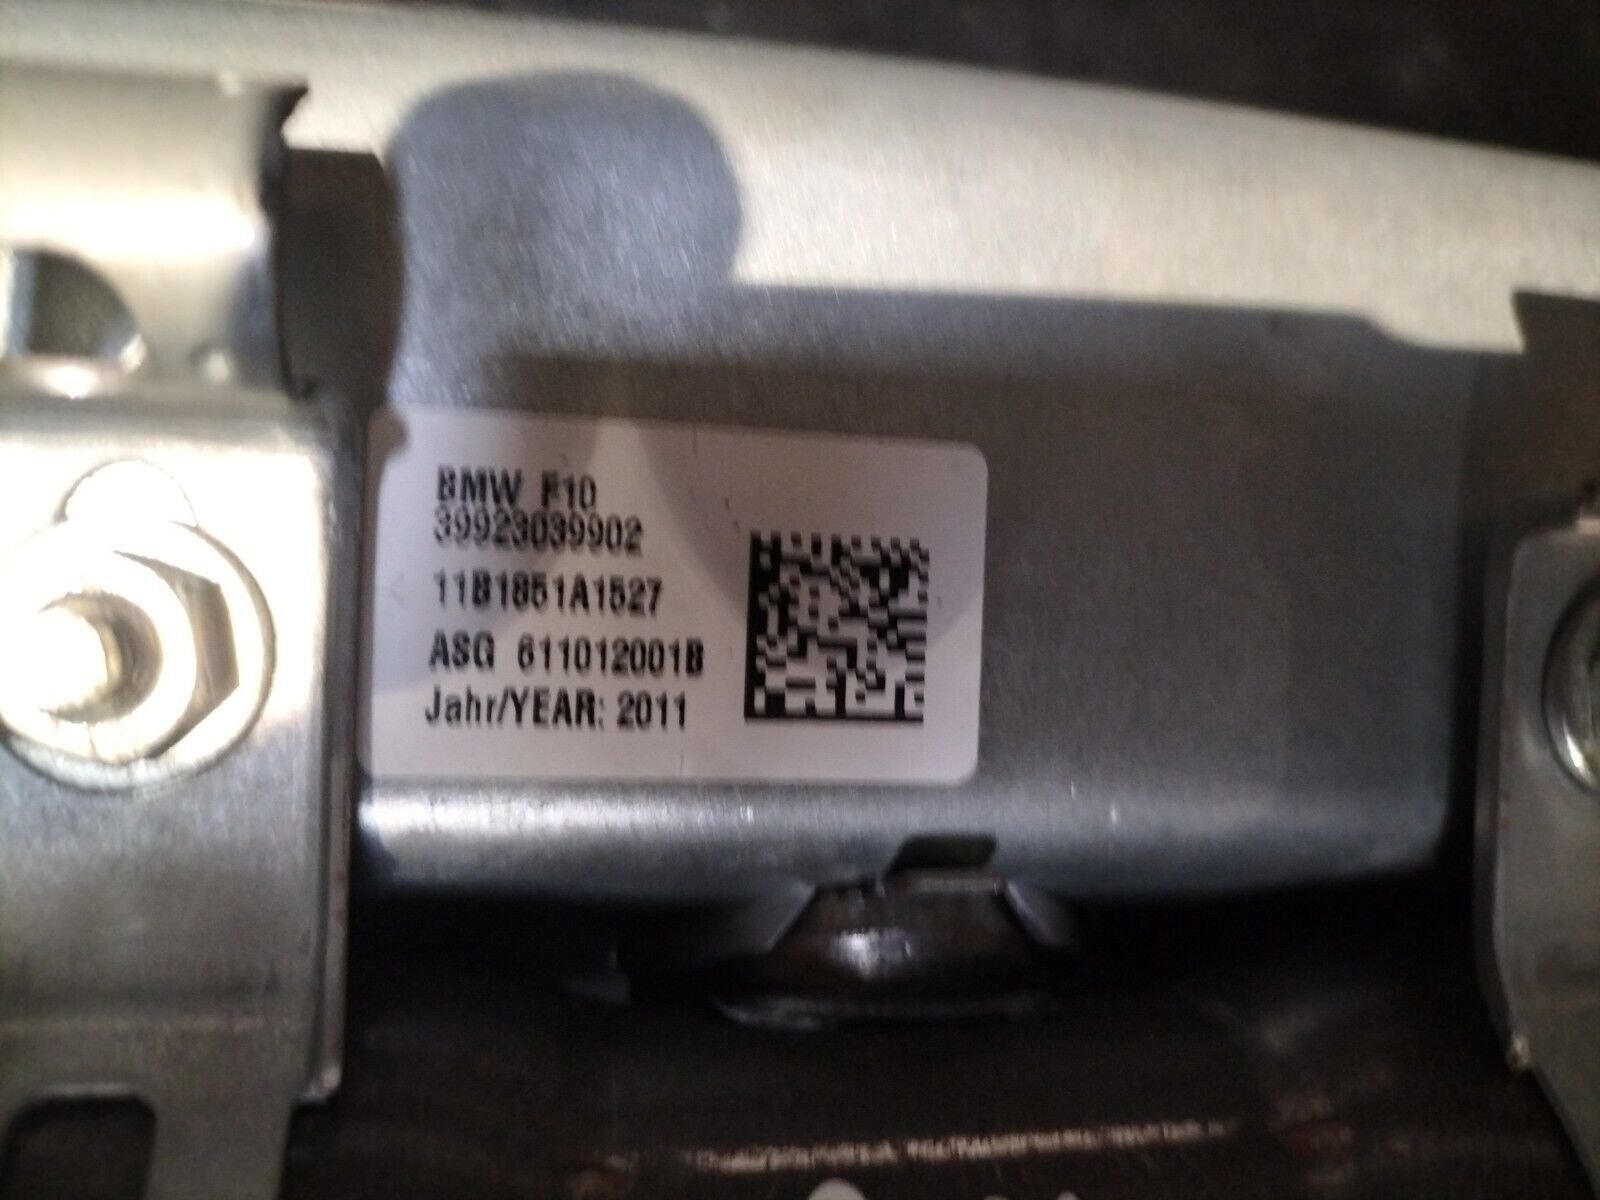 BMW F10
39923039902
11B1851A1527
ASG 611012001B
Jahr/YEAR: 2011